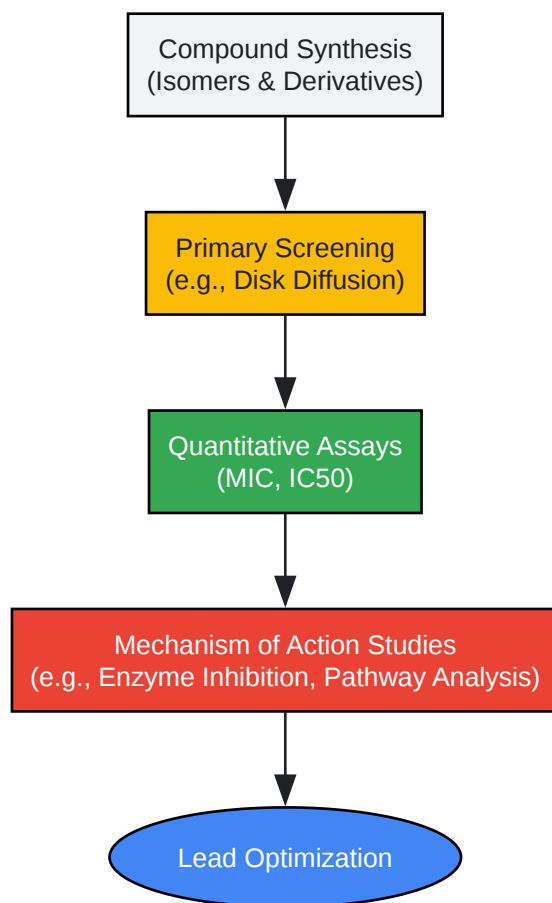 Compound Synthesis
(Isomers & Derivatives)
Primary Screening
(e.g., Disk Diffusion)
Quantitative Assays
(MIC, IC50)
Mechanism of Action Studies
(e.g., Enzyme Inhibition, Pathway Analysis)
Lead Optimization